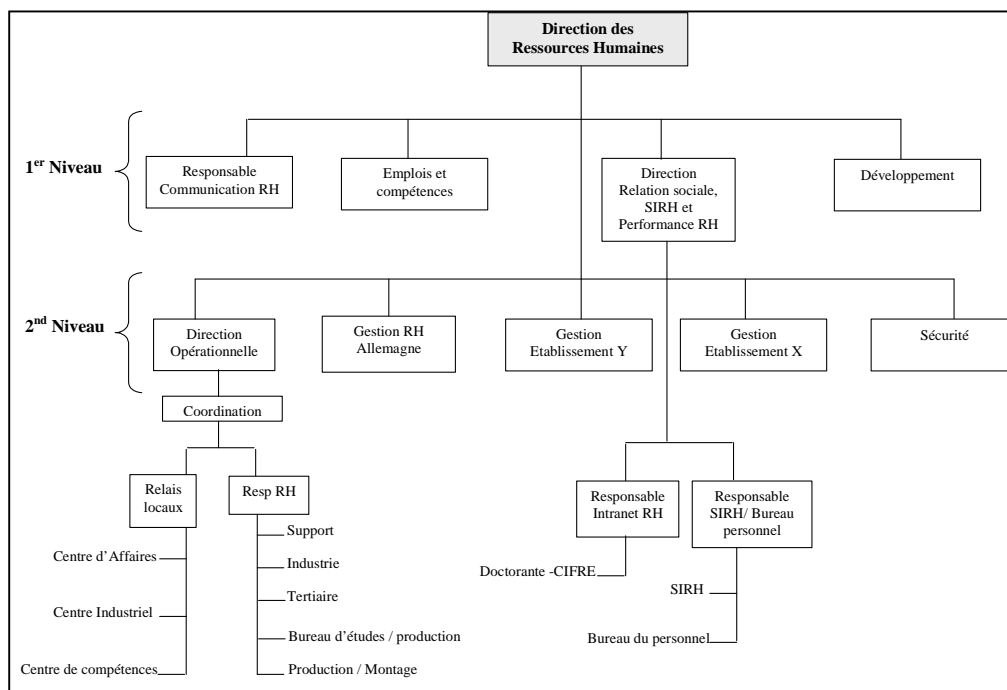 Direction des
Ressources Humaines
1er Niveau
Responsable
Communication RH
Emplois et
compétences
Direction
Relation sociale,
SIRH et
Performance RH
Développement
2nd Niveau
Direction
Opérationnelle
Gestion RH
Allemagne
Gestion
Etablissement Y
Gestion
Etablissement X
Sécurité
Coordination
Relais
locaux
Resp RH
Responsable
Intranet RH
Responsable
SIRH/ Bureau
personnel
Centre d'Affaires
Centre Industriel
Centre de compétences
Support
Industrie
Tertiaire
Bureau d'études / production
Production / Montage
Doctorante -CIFRE
SIRH
Bureau du personnel